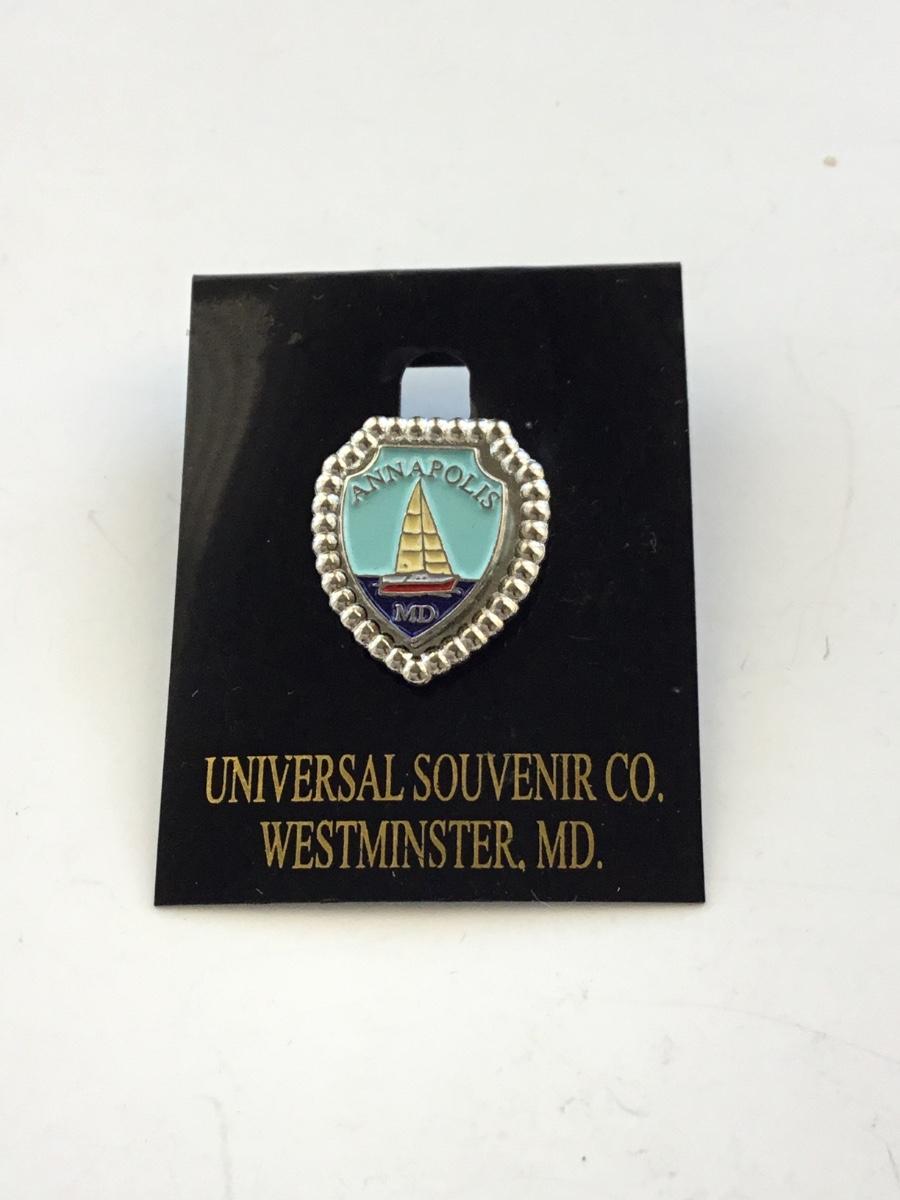 ANNAPOLIS
MD
UNIVERSAL SOUVENIR CO.
WESTMINSTER, MD.